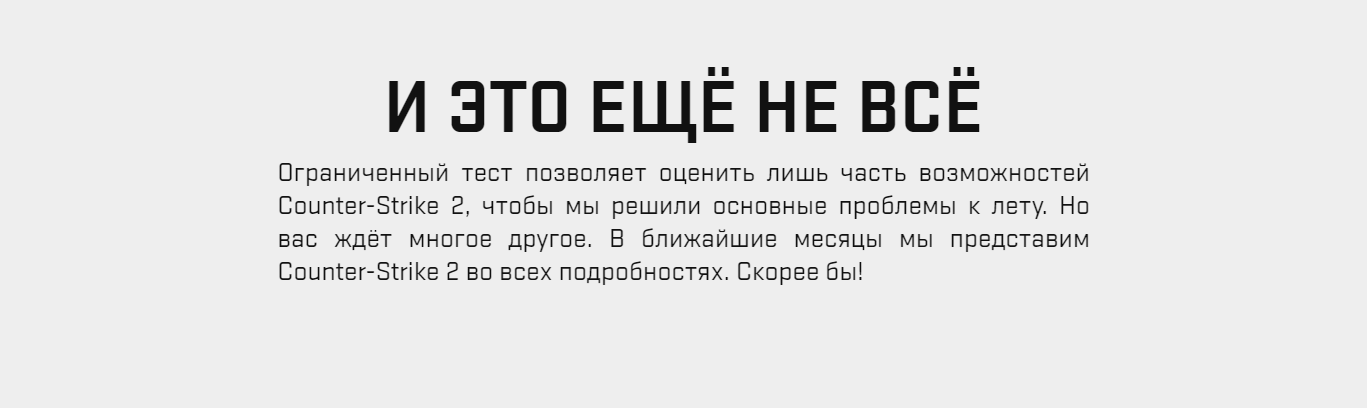 И ЭТО ЕЩЁ НЕ ВСЁ
Ограниченный тест позволяет оценить лишь часть возможностей
Counter-Strike 2, чтобы мы решили основные проблемы к лету. Но
вас ждёт многое другое. В ближайшие месяцы мы представим
Counter-Strike 2 во всех подробностях. Скорее бы!